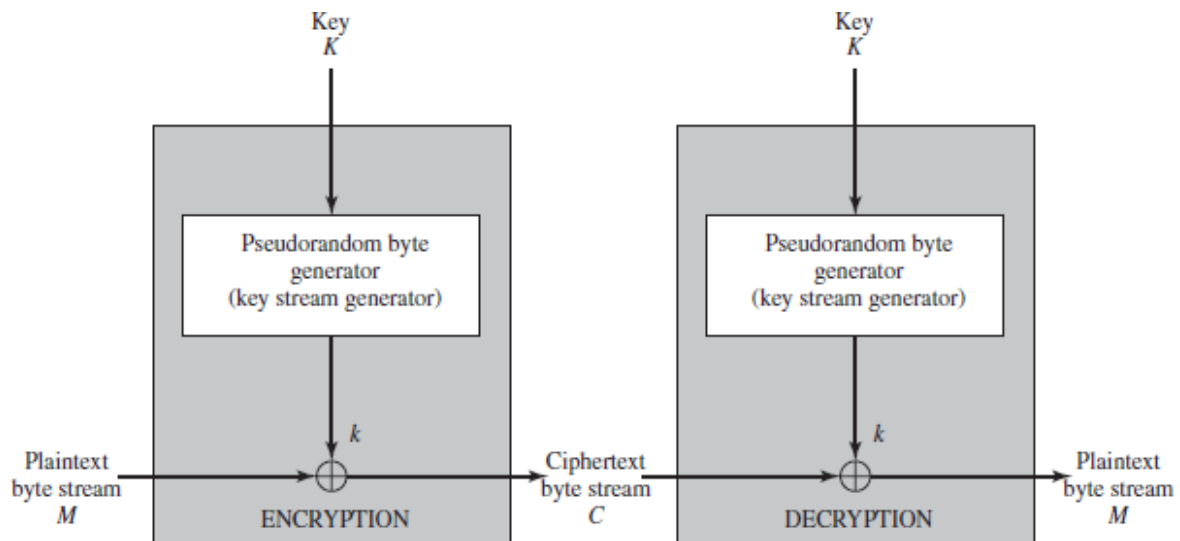 Key
K
Key
K
Pseudorandom byte
generator
(key stream generator)
Pseudorandom byte
generator
(key stream generator)
k
k
Plaintext
byte stream
M
Ciphertext
byte stream
C
Plaintext
byte stream
M
ENCRYPTION
DECRYPTION